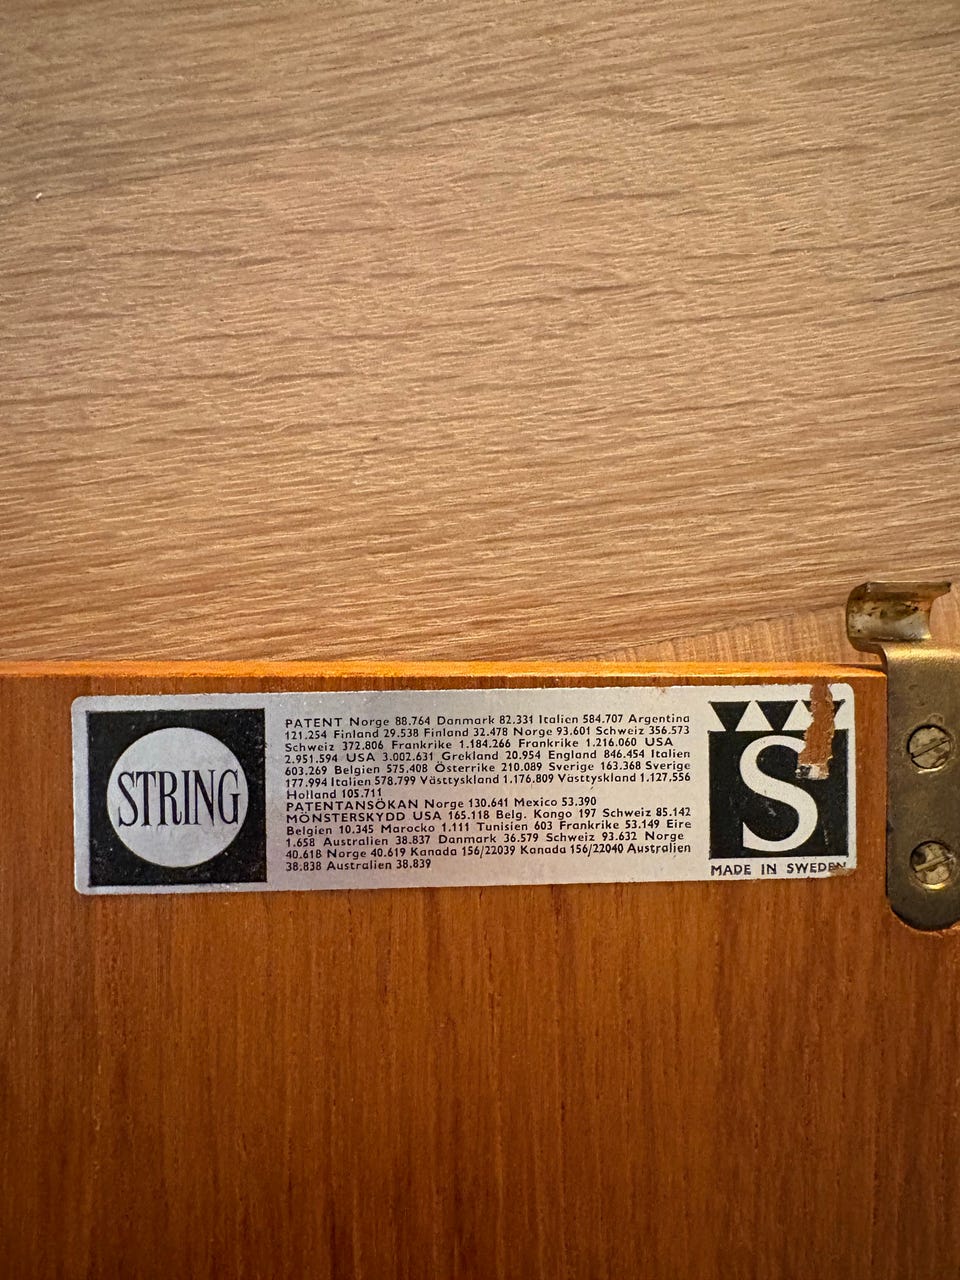 STRING
PATENT Norge 88.764 Danmark 82.331 Italien 584.707 Argentina
121.254 Finland 29.538 Finland 32.478 Norge 93.601 Schweiz 356.573
Schweiz 372.806 Frankrike 1.184.266 Frankrike 1.216.060 USA
2.951.594 USA 3.002.631 Grekland 20.954 England 846.454 Italien
603.269 Belgien 575.408 Österrike 210.089 Sverige 163.368 Sverige
177.994 Italien 578.799 Västtyskland 1.176.809 Västtyskland 1.127.556
Holland 105.711
PATENTANSÖKAN Norge 130.641 Mexico 53.390
MÖNSTERSKYDD USA 165.118 Belg. Kongo 197 Schweiz 85.142
Belgien 10.345 Marocko 1.111 Tunisien 603 Frankrike 53.149 Eire
1.658 Australien 38.837 Danmark 36.579 Schweiz 93.632 Norge
40.618 Norge 40.619 Kanada 156/22039 Kanada 156/22040 Australien
38.838 Australien 38.839
S
MADE IN SWEDEN